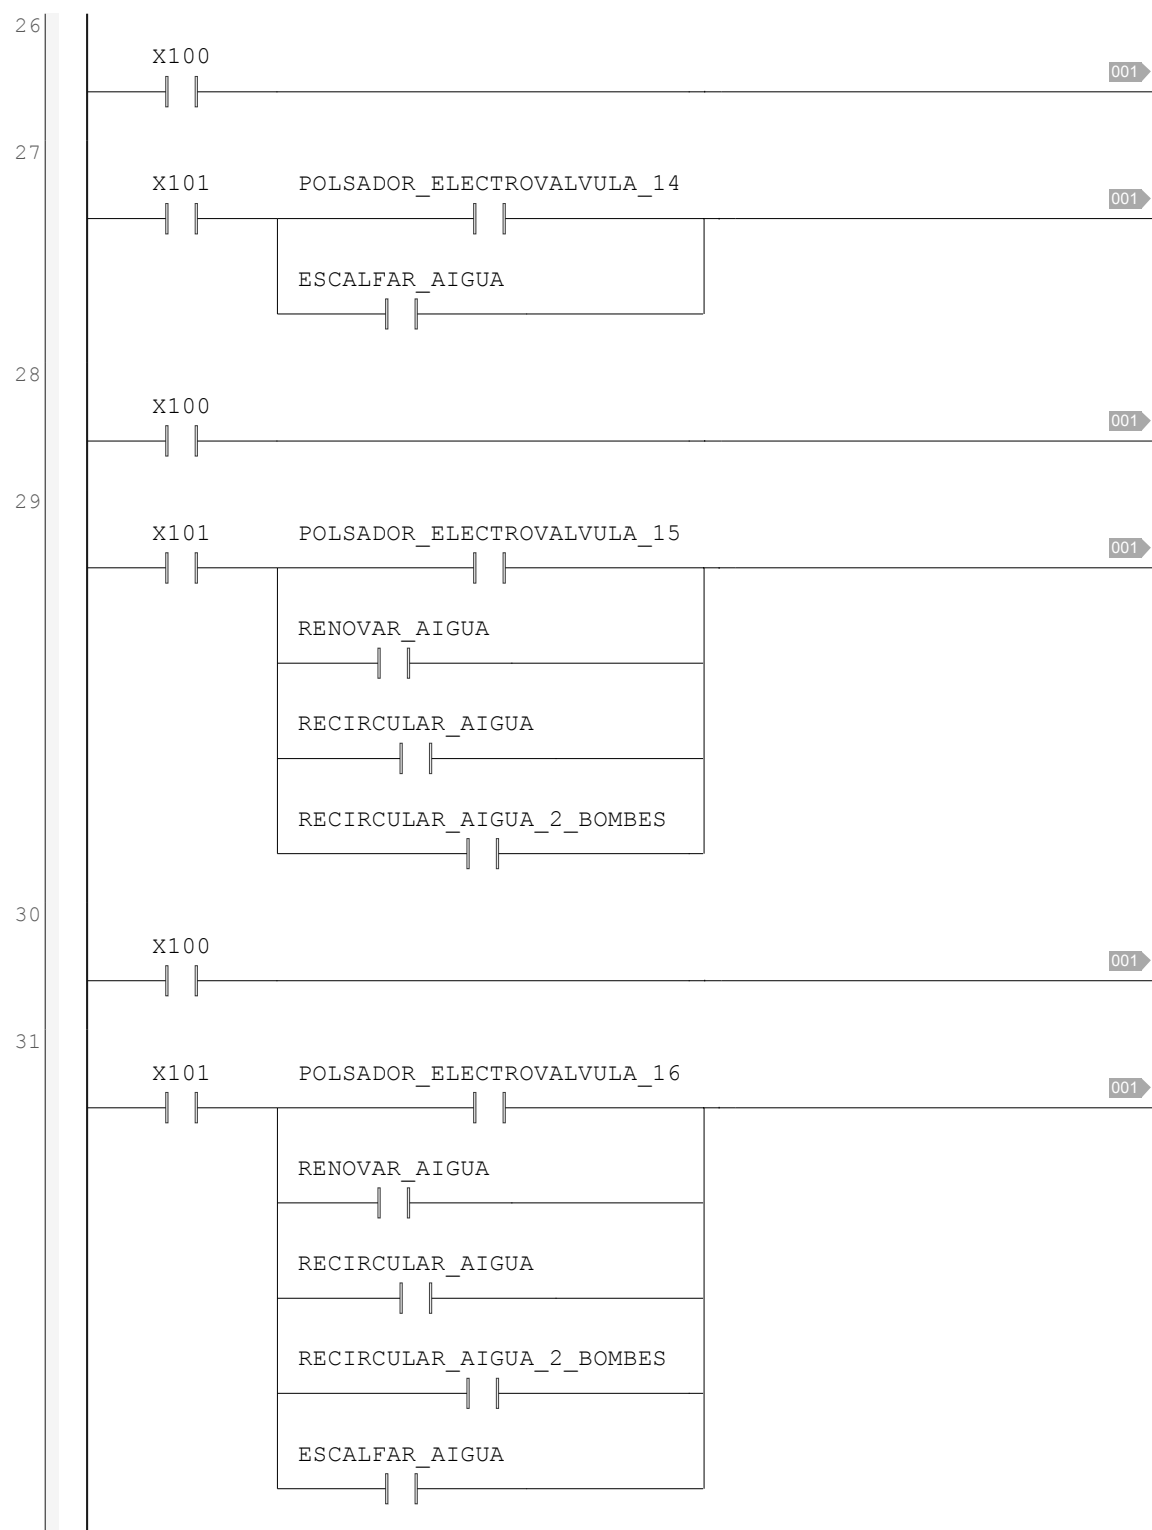 26
X100
001
27
X101 POLSADOR_ELECTROVALVULA_14
001
ESCALFAR_AIGUA
28
X100
001
29
X101 POLSADOR_ELECTROVALVULA_15
001
RENOVAR_AIGUA
RECIRCULAR_AIGUA
RECIRCULAR_AIGUA_2_BOMBES
30
X100
001
31
X101 POLSADOR_ELECTROVALVULA_16
001
RENOVAR_AIGUA
RECIRCULAR_AIGUA
RECIRCULAR_AIGUA_2_BOMBES
ESCALFAR_AIGUA